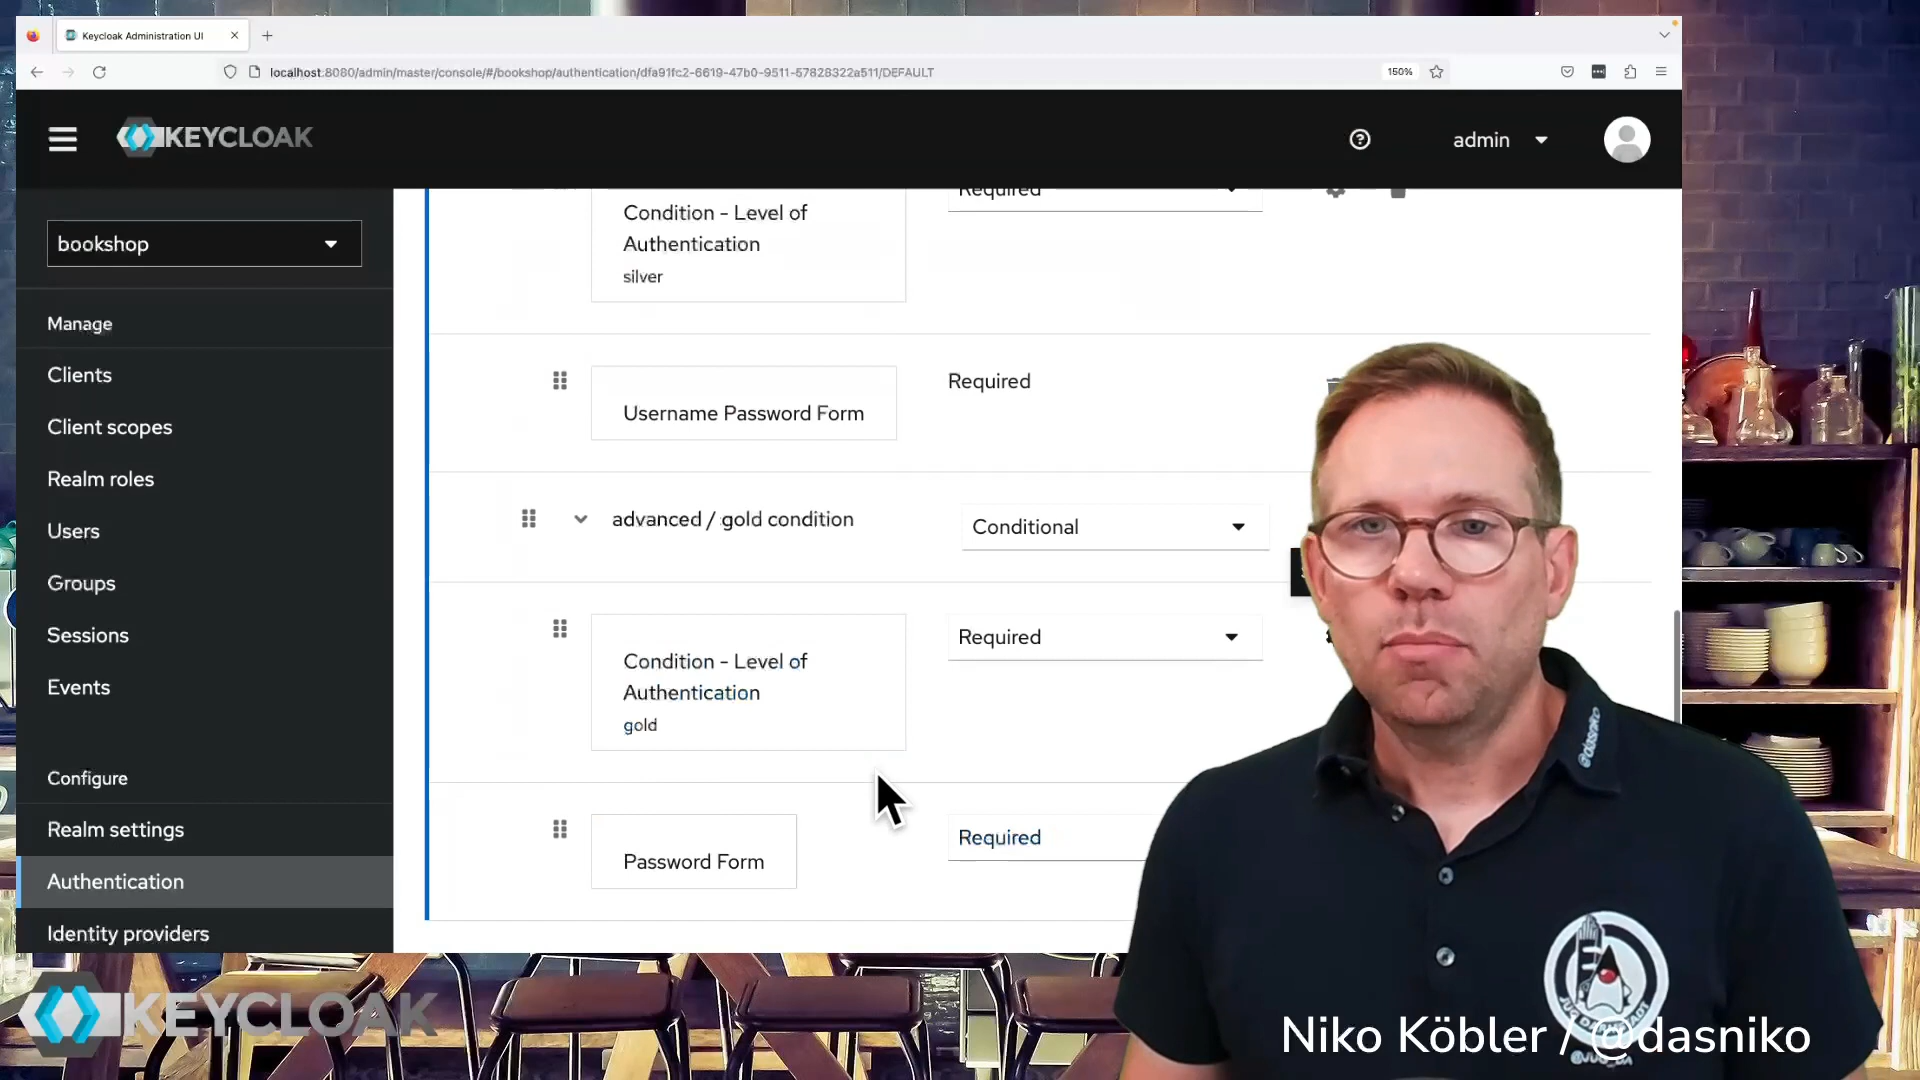 Keycloak Administration UI
localhost:8080/admin/master/console/#/bookshop/authentication/dfa91fc2-6619-47b0-9511-57828322a511/DEFAULT
150%
KEYCLOAK
admin
bookshop
Manage
Clients
Client scopes
Realm roles
Users
Groups
Sessions
Events
Configure
Realm settings
Authentication
Identity providers
Required
Condition - Level of
Authentication
silver
Username Password Form
Required
advanced / gold condition
Conditional
Condition - Level of
Authentication
gold
Required
Password Form
Required
@dasniko
KEYCLOAK
Niko Köbler / @dasniko